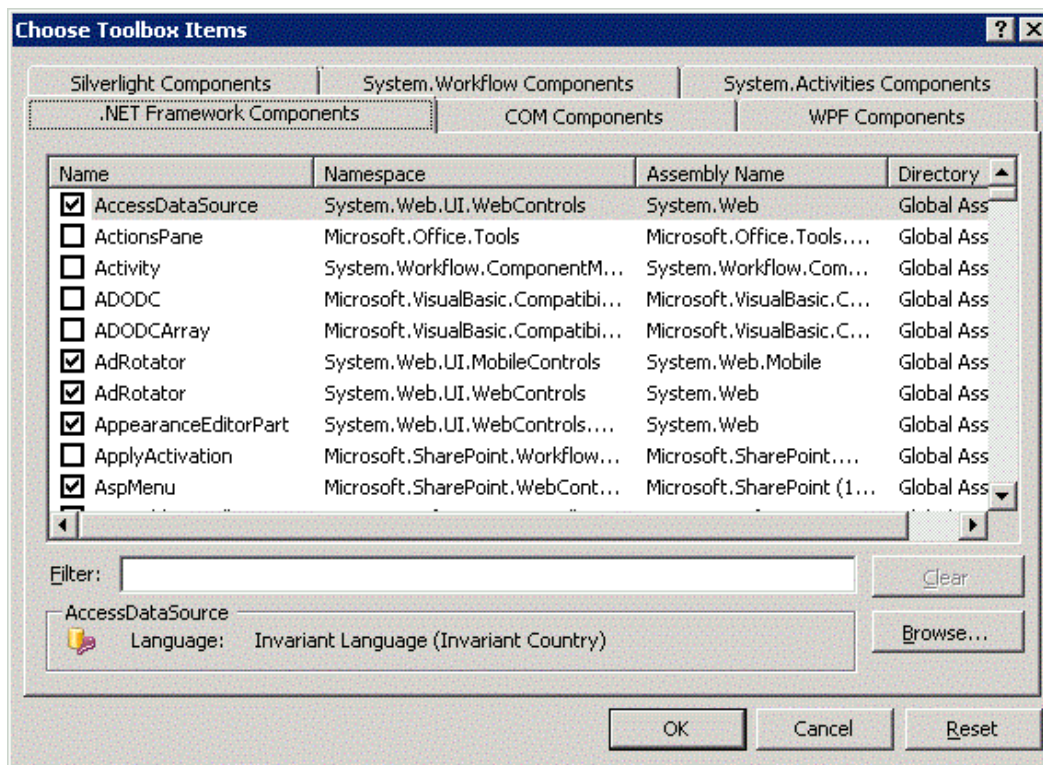 Choose Toolbox Items
Silverlight Components System.Workflow Components System.Activities Components
.NET Framework Components COM Components WPF Components
Name Namespace Assembly Name Directory
AccessDataSource System.Web.UI.WebControls System.Web Global Ass
ActionsPane Microsoft.Office.Tools Microsoft.Office.Tools.... Global Ass
Activity System.Workflow.ComponentM... System.Workflow.Com... Global Ass
ADODC Microsoft.VisualBasic.Compatibi... Microsoft.VisualBasic.C... Global Ass
ADODCArray Microsoft.VisualBasic.Compatibi... Microsoft.VisualBasic.C... Global Ass
AdRotator System.Web.UI.MobileControls System.Web.Mobile Global Ass
AdRotator System.Web.UI.WebControls System.Web Global Ass
AppearanceEditorPart System.Web.UI.WebControls.... System.Web Global Ass
ApplyActivation Microsoft.SharePoint.Workflow... Microsoft.SharePoint.... Global Ass
AspMenu Microsoft.SharePoint.WebCont... Microsoft.SharePoint (1... Global Ass
Filter: Clear
AccessDataSource
Language: Invariant Language (Invariant Country) Browse...
OK Cancel Reset